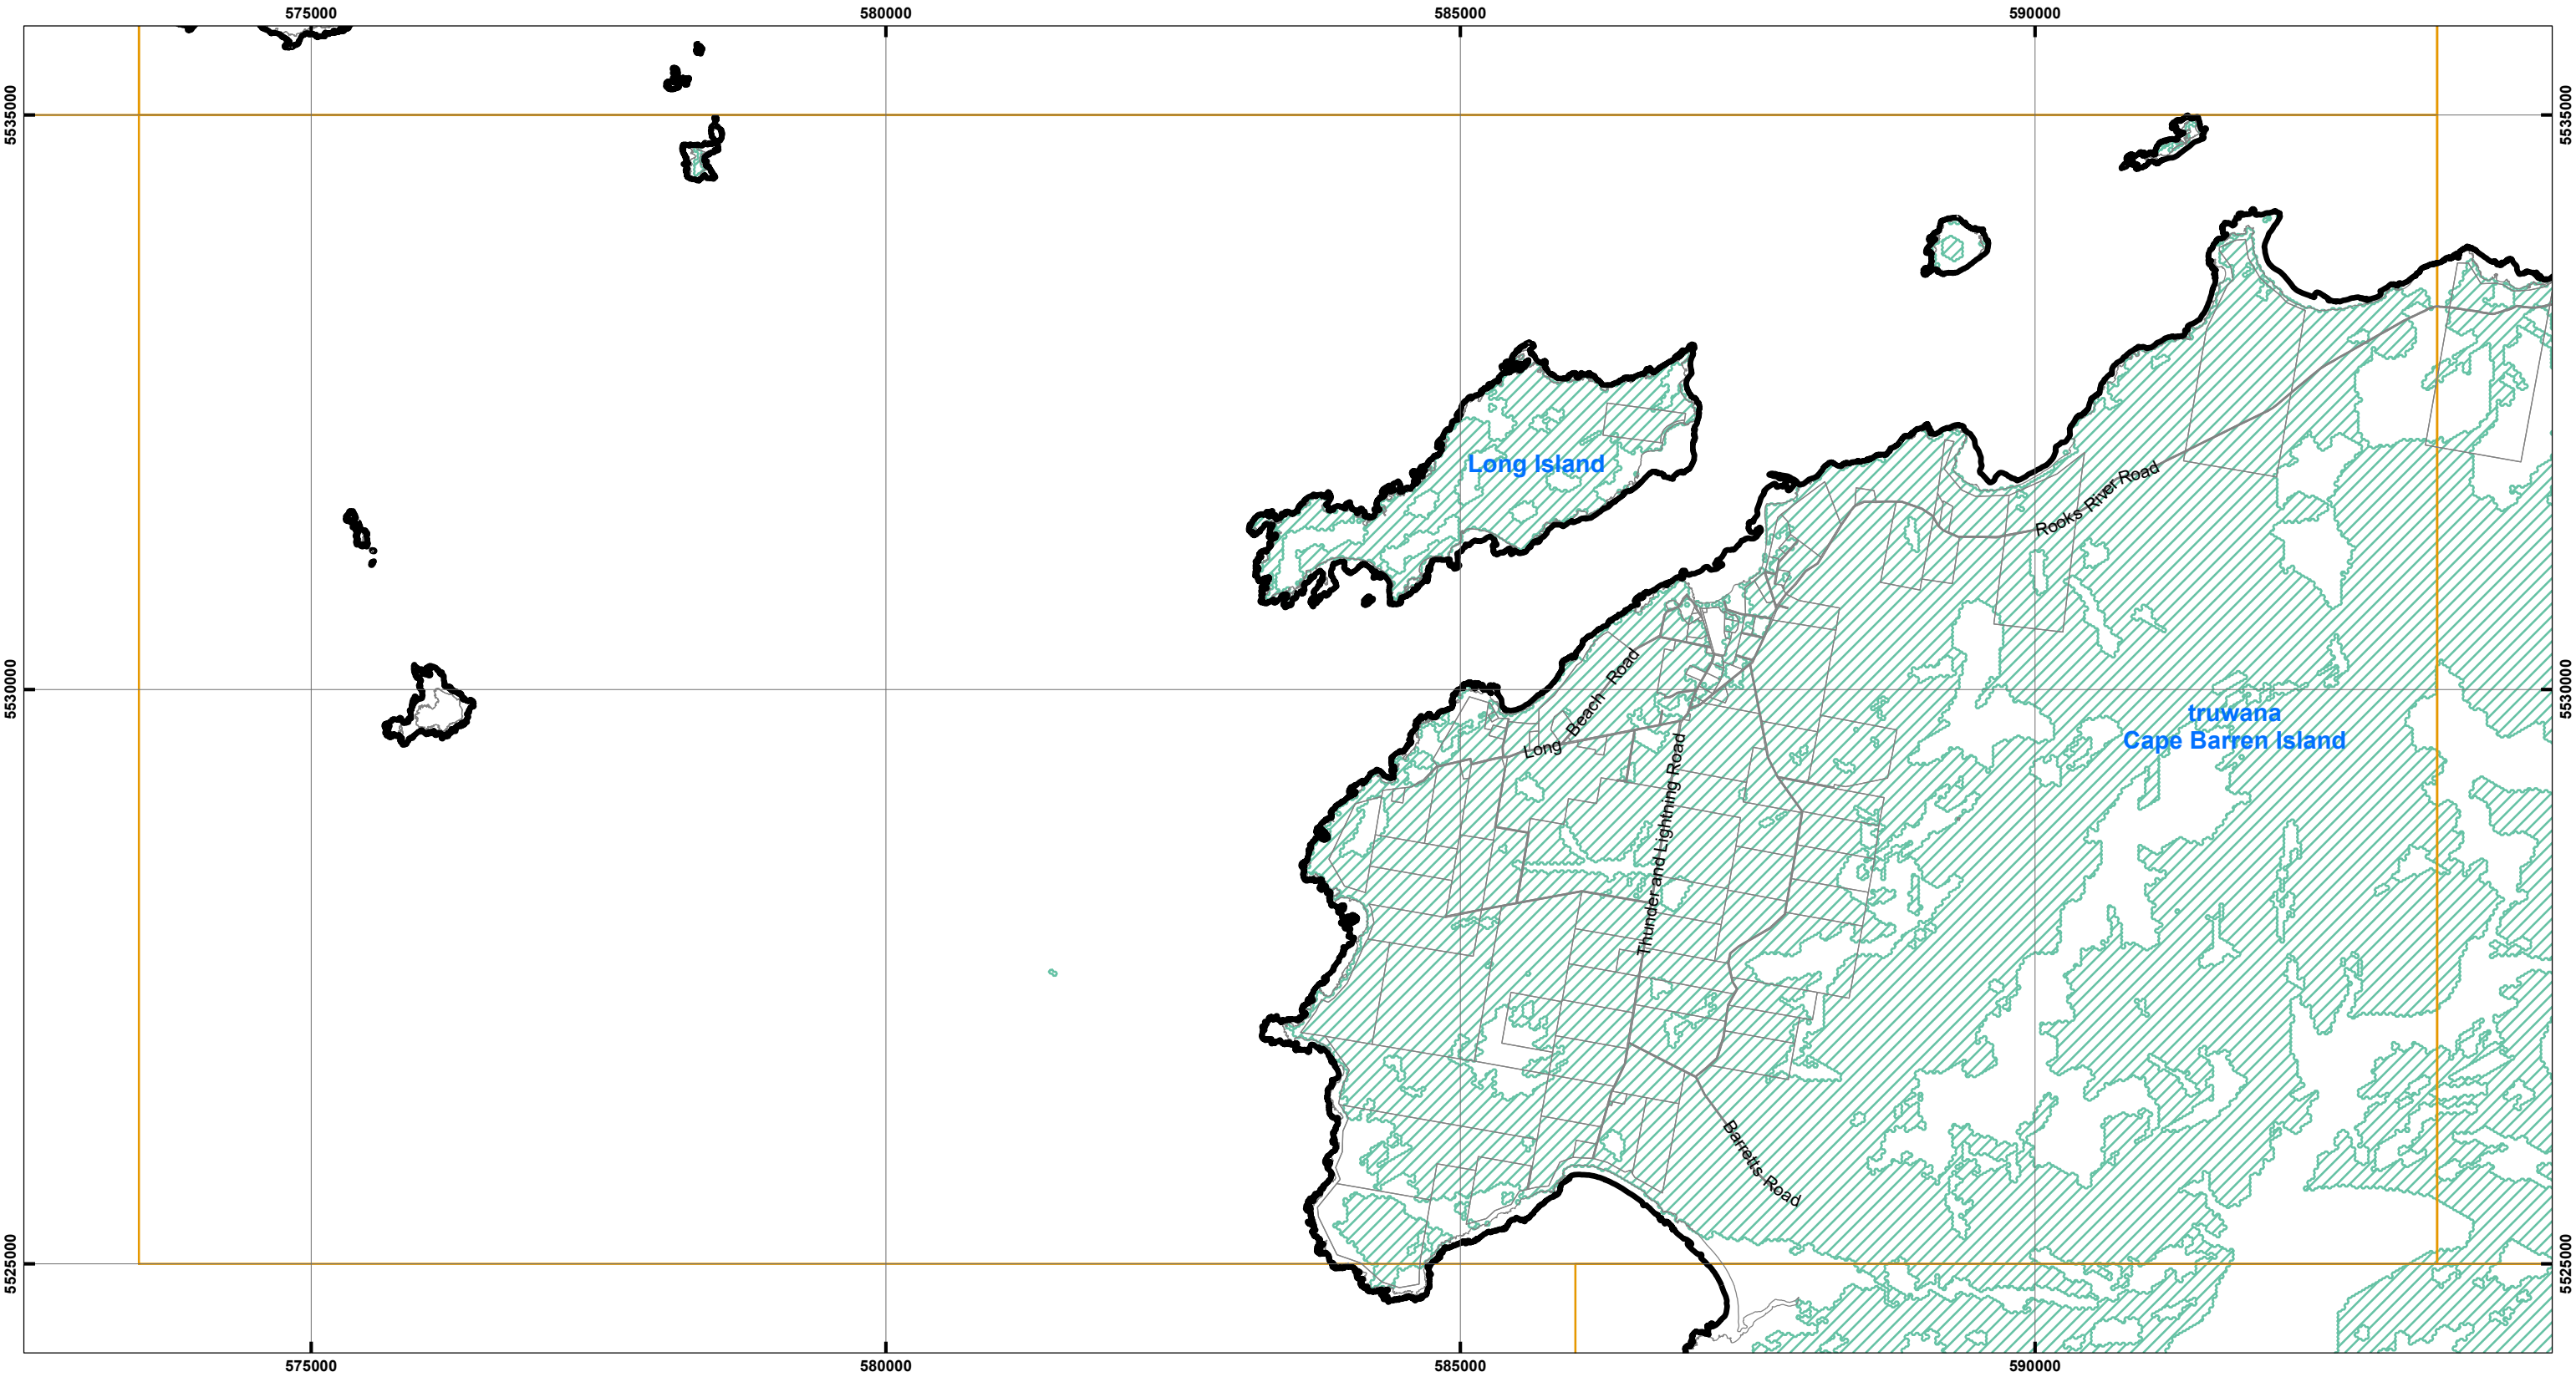 575000 580000 585000 590000
5535000 5535000
Long Island
Rooks River Road
Long Beach Road
5530000 5530000
truwana
Cape Barren Island
Thunder and Lightning Road
Barretts Road
5525000 5525000
575000 580000 585000 590000